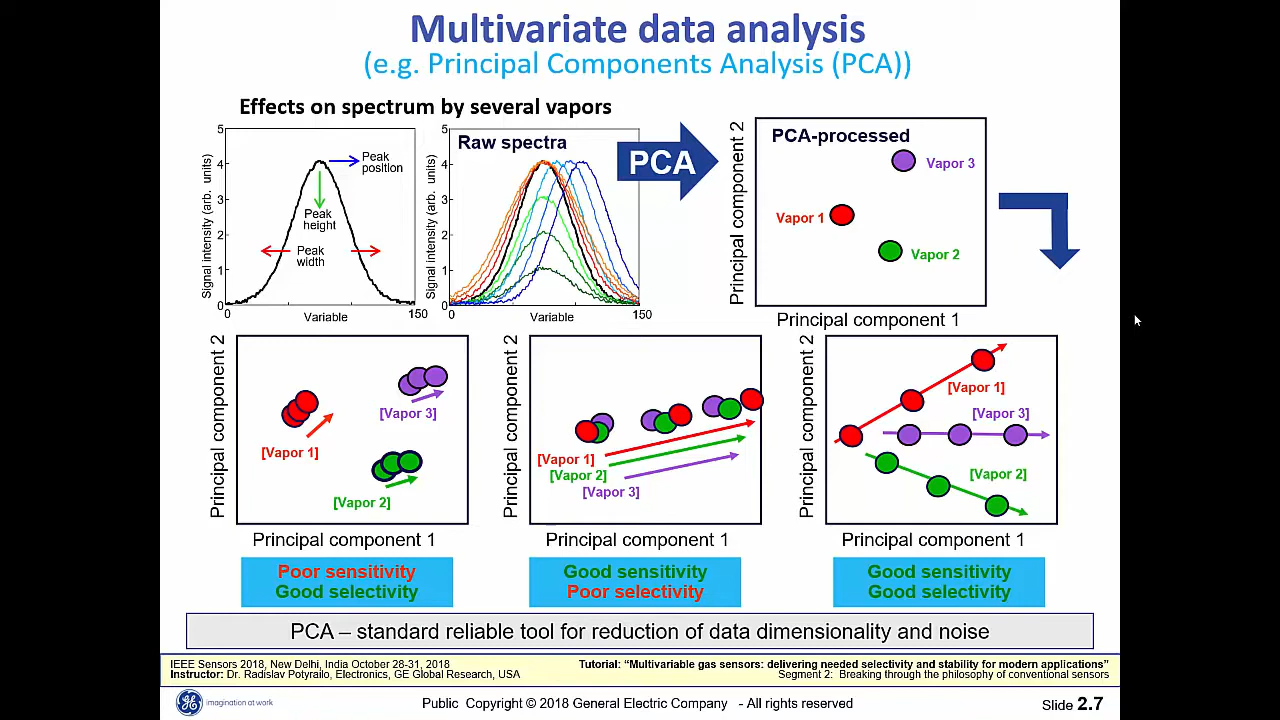 Multivariate data analysis
(e.g. Principal Components Analysis (PCA))
Effects on spectrum by several vapors
Signal intensity (arb. units)
5
4
3
2
1
0
Peak
position
Peak
height
Peak
width
0
150
Variable
Signal intensity (arb. units)
5
4
3
2
1
0
Raw spectra
0
150
Variable
PCA
Principal component 2
PCA-processed
Vapor 3
Vapor 1
Vapor 2
Principal component 1
Principal component 2
[Vapor 3]
[Vapor 1]
[Vapor 2]
Principal component 1
Poor sensitivity
Good selectivity
Principal component 2
[Vapor 1]
[Vapor 2]
[Vapor 3]
Principal component 1
Good sensitivity
Poor selectivity
Principal component 2
[Vapor 1]
[Vapor 3]
[Vapor 2]
Principal component 1
Good sensitivity
Good selectivity
PCA – standard reliable tool for reduction of data dimensionality and noise
IEEE Sensors 2018, New Delhi, India October 28-31, 2018
Instructor: Dr. Radislav Potyrailo, Electronics, GE Global Research, USA
Tutorial: “Multivariable gas sensors: delivering needed selectivity and stability for modern applications”
Segment 2: Breaking through the philosophy of conventional sensors
GE
imagination at work
Public Copyright © 2018 General Electric Company - All rights reserved
Slide 2.7